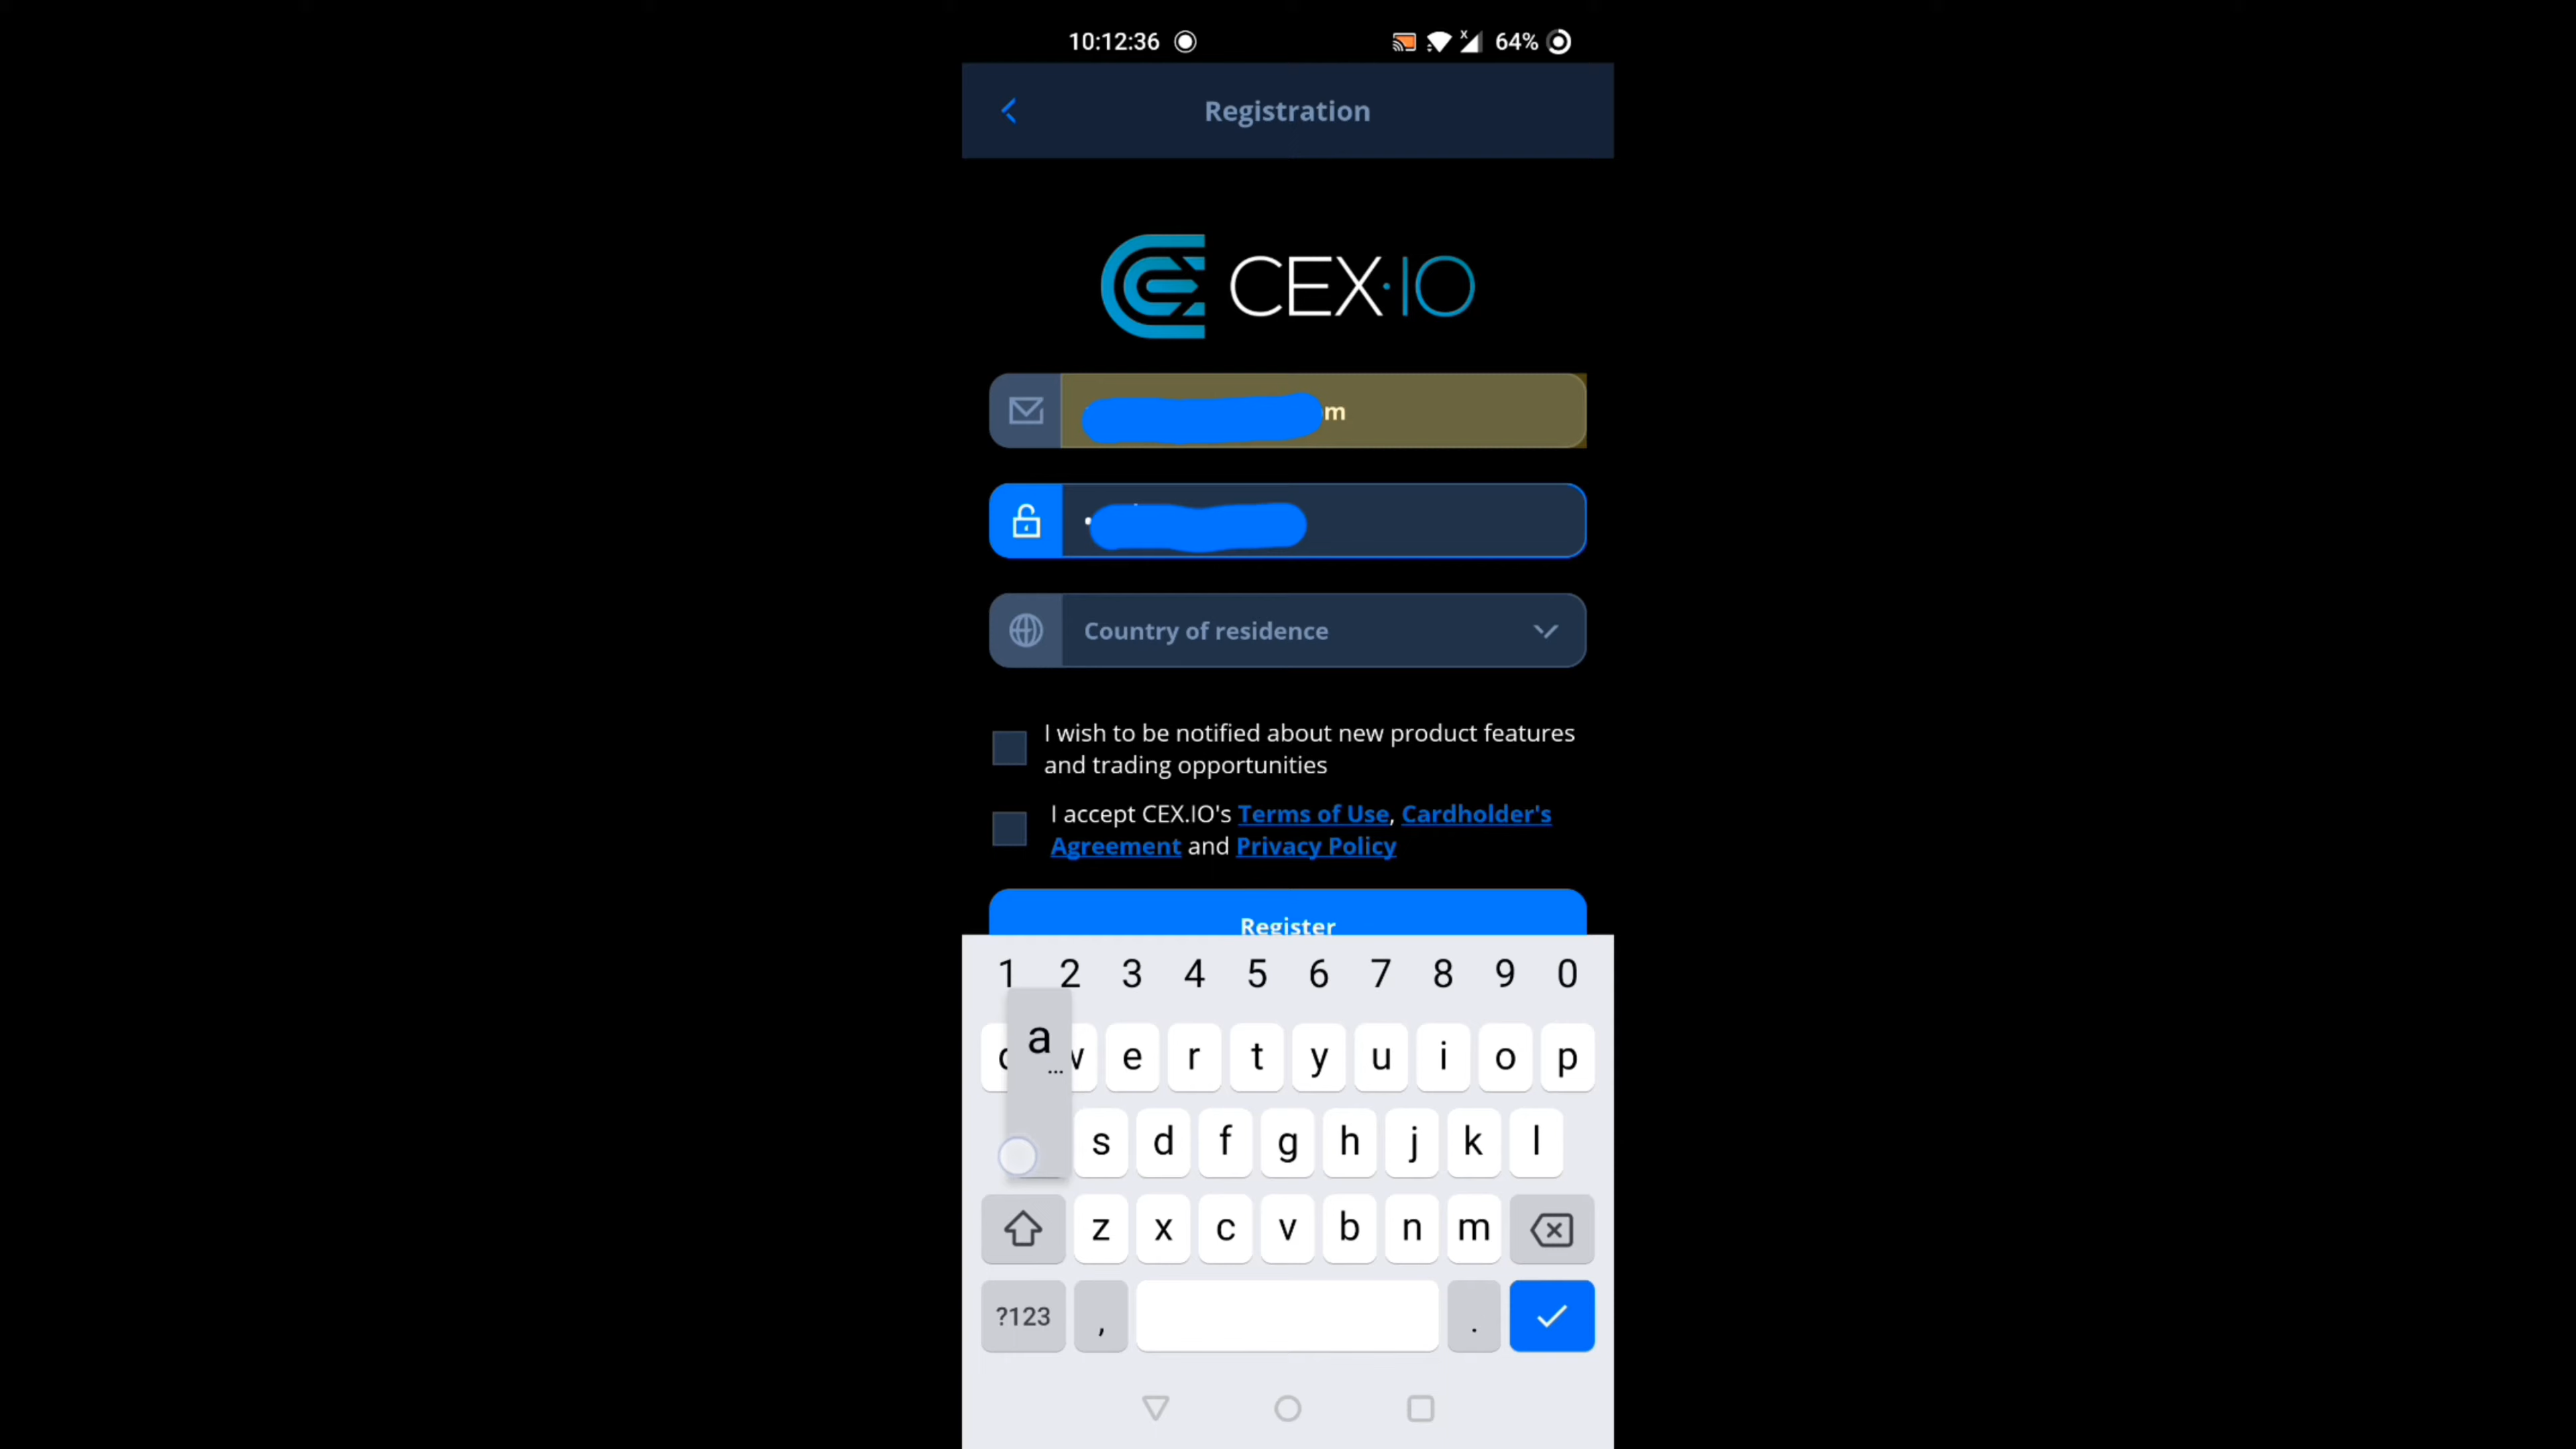 10:12:36 64%
Registration
CEX·IO
m
Country of residence
I wish to be notified about new product features
and trading opportunities
I accept CEX.IO's Terms of Use, Cardholder's
Agreement and Privacy Policy
Register
1 2 3 4 5 6 7 8 9 0
a
e r t y u i o p
s d f g h j k l
z x c v b n m
?123 , .